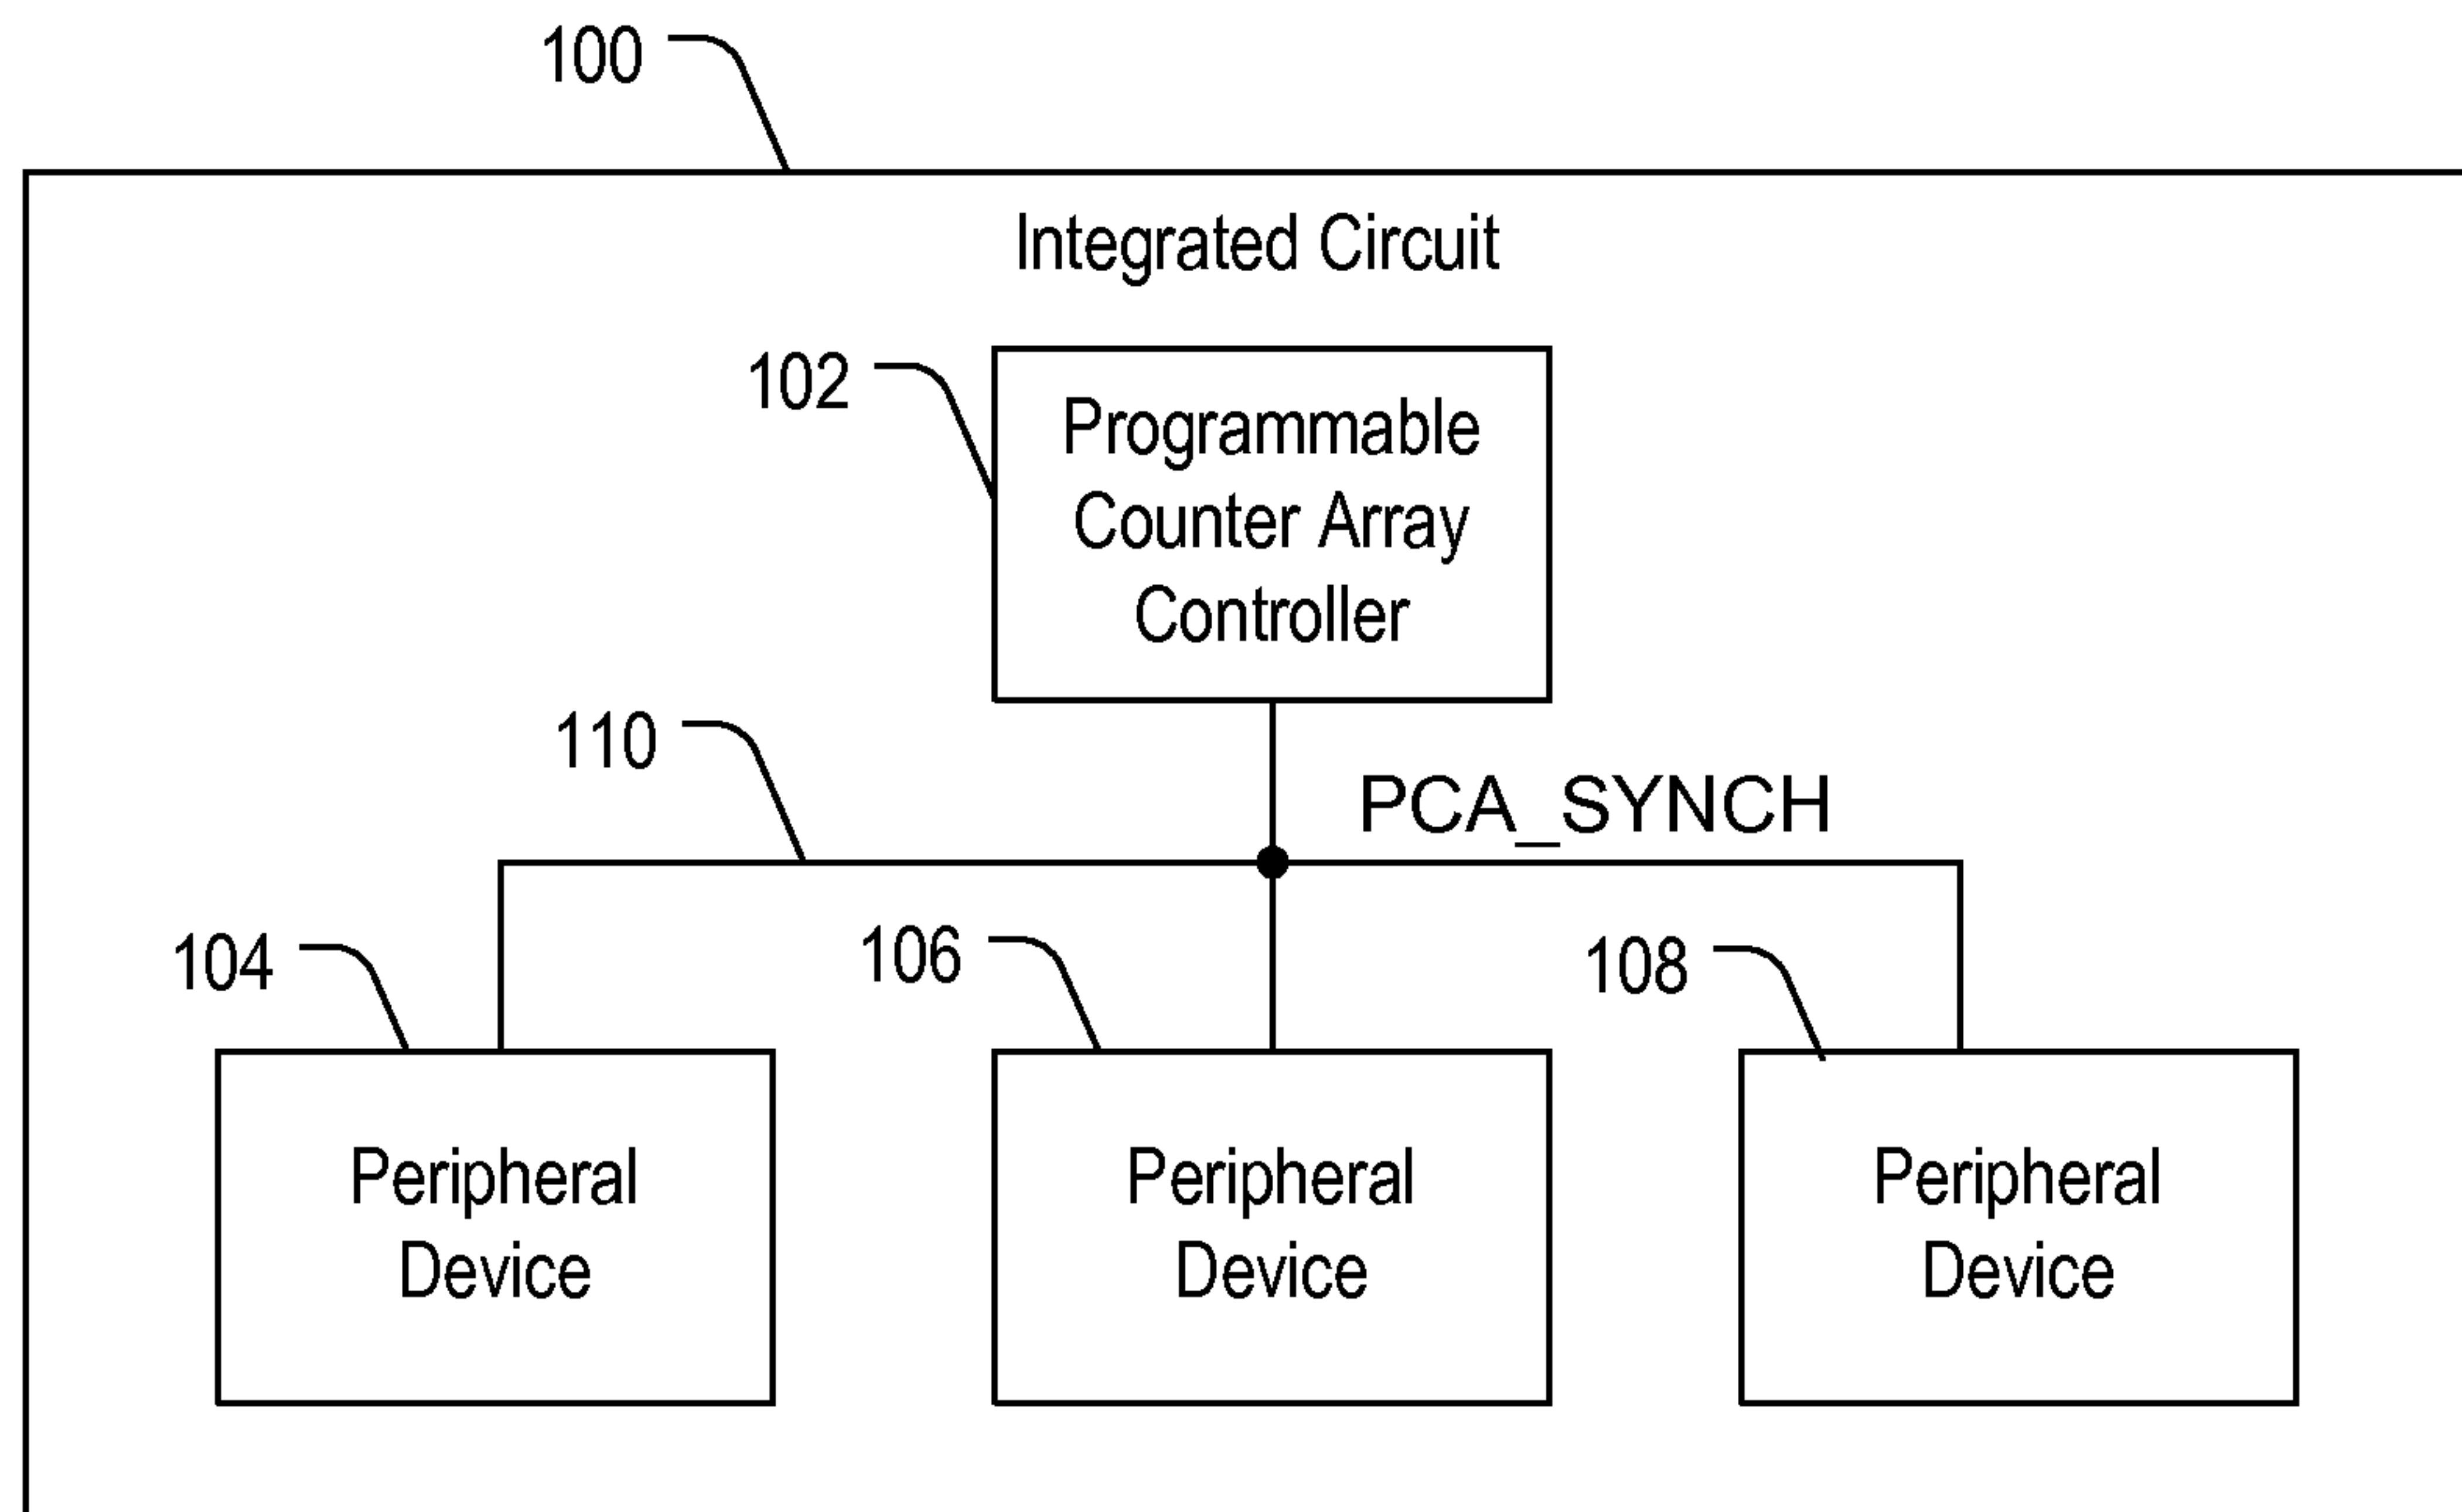 100
Integrated Circuit
102
Programmable
Counter Array
Controller
110
PCA_SYNCH
104
106
108
Peripheral
Device
Peripheral
Device
Peripheral
Device